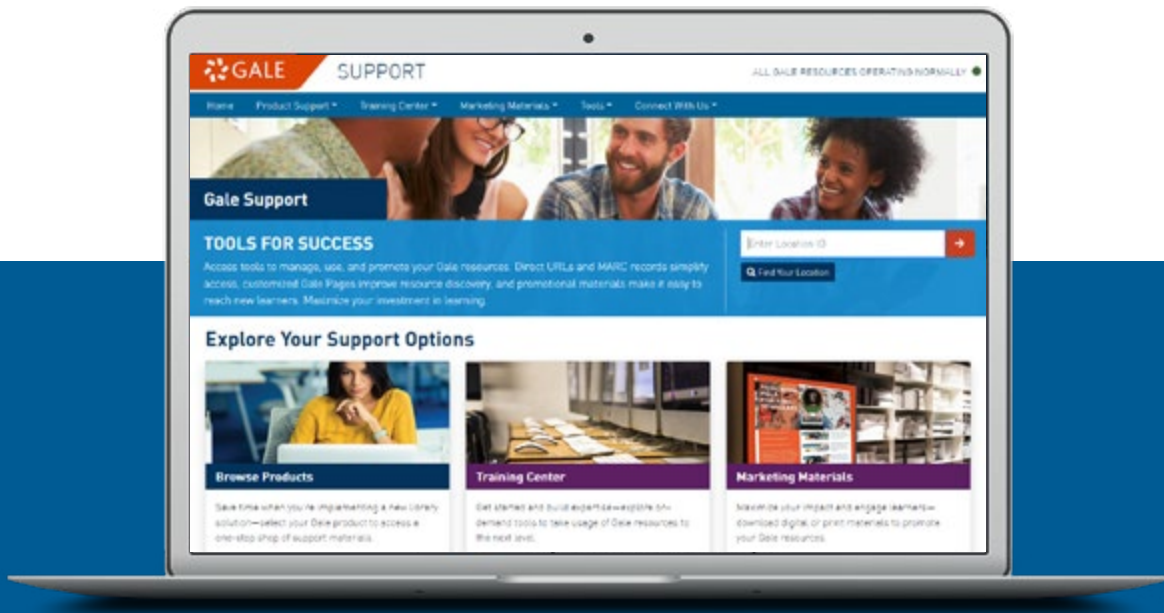 GALE SUPPORT
ALL GALE RESOURCES OPERATING NORMALLY
Home Product Support Training Center Marketing Materials Tools Connect With Us
Gale Support
TOOLS FOR SUCCESS
Access tools to manage, use, and promote your Gale resources. Direct URLs and MARC records simplify
access, customized Gale Pages improve resource discovery, and promotional materials make it easy to
reach new learners. Maximize your investment in learning.
Enter Location ID
Find Your Location
Explore Your Support Options
Browse Products
Save time when you're implementing a new library
solution—select your Gale product to access a
one-stop shop of support materials.
Training Center
Get started and build expertise—explore on-
demand tools to take usage of Gale resources to
the next level.
Marketing Materials
Maximize your impact and engage learners—
download digital or print materials to promote
your Gale resources.